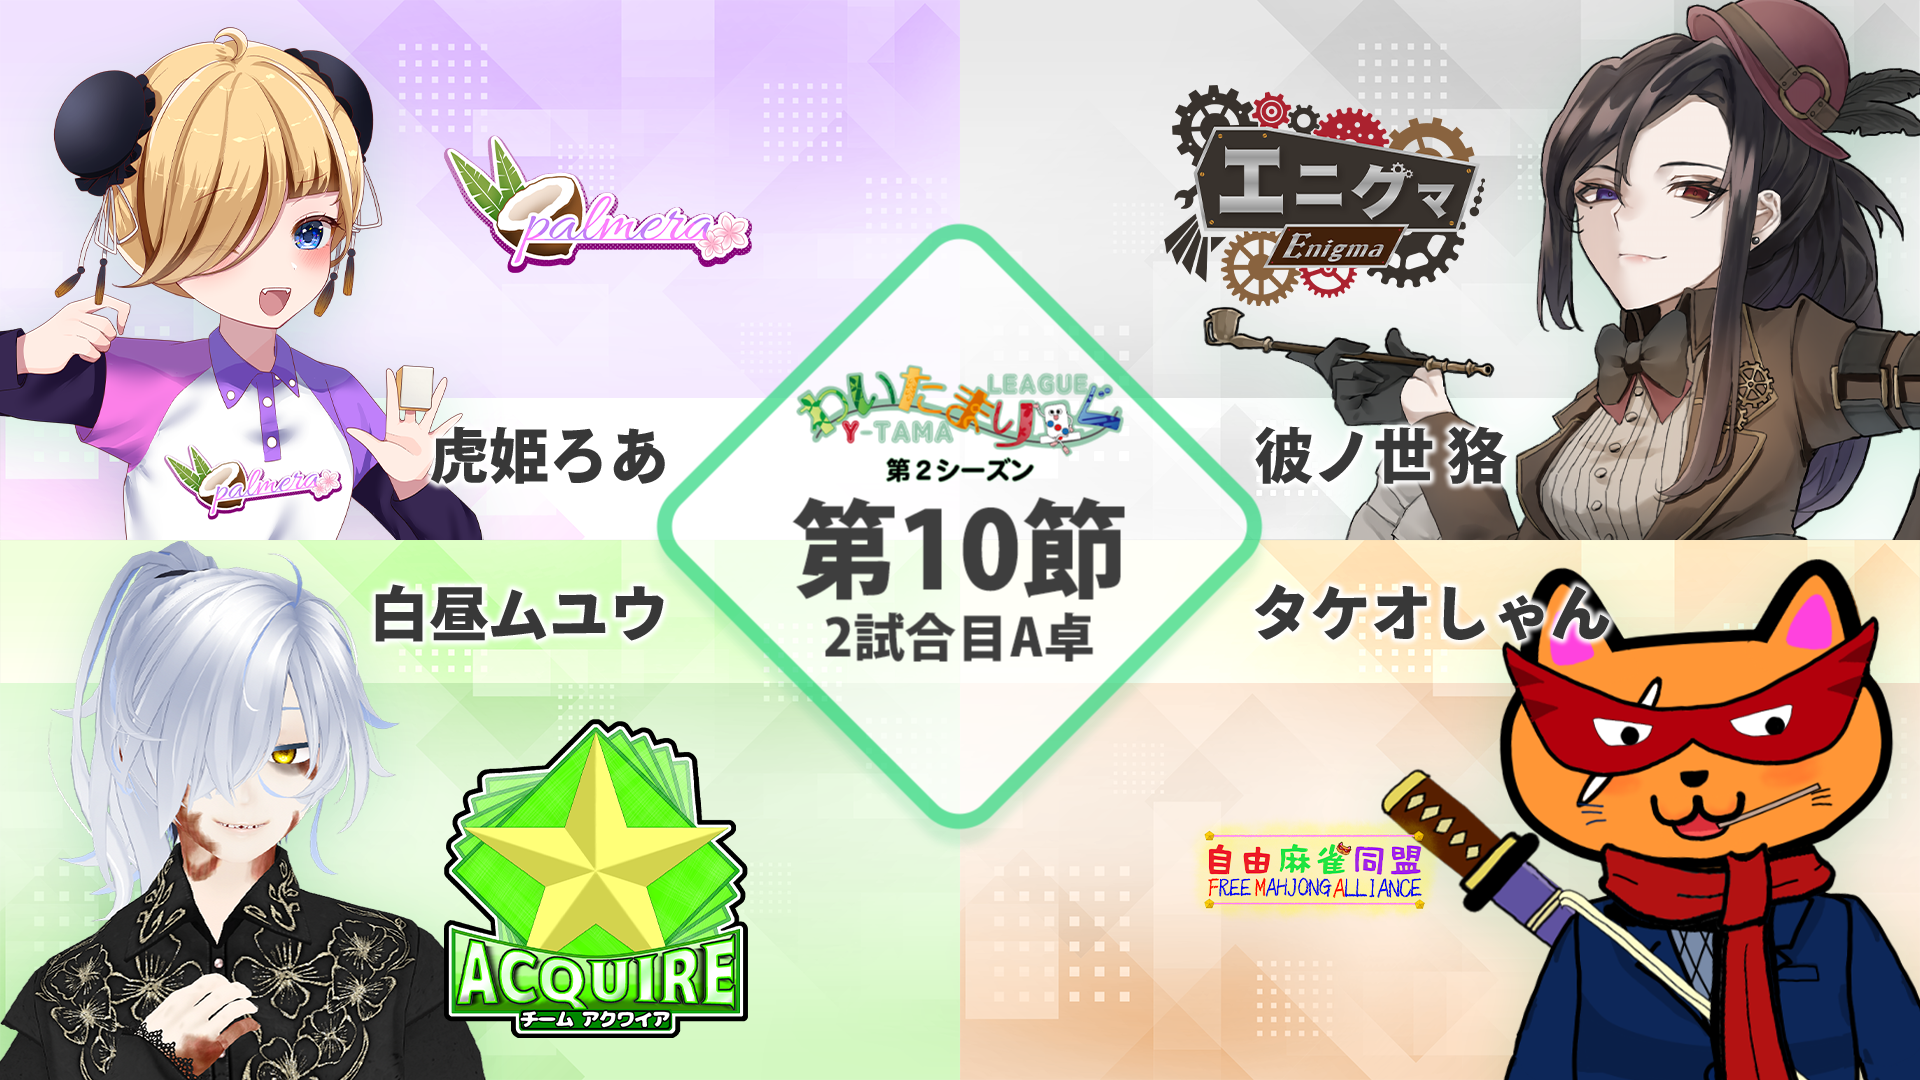 palmera
エニグマ
Enigma
わいたまりーぐ
LEAGUE
Y-TAMA
第2シーズン
第10節
2試合目A卓
虎姫ろあ
palmera
彼ノ世 狢
白昼ムユウ
タケオしゃん
ACQUIRE
チーム アクワイア
自由麻雀同盟
FREE MAHJONG ALLIANCE